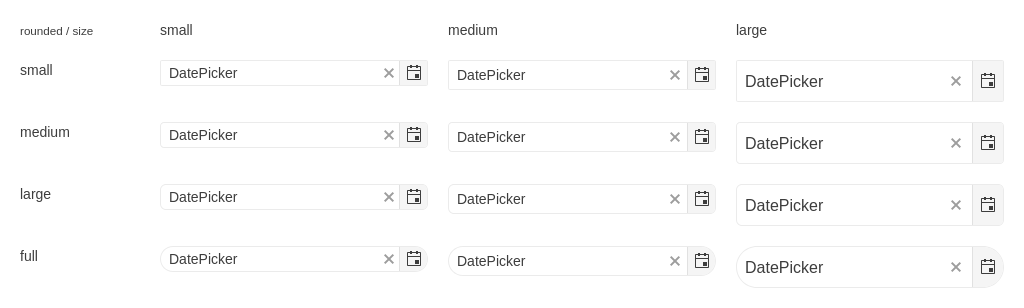 rounded / size small medium large
small DatePicker DatePicker DatePicker
medium DatePicker DatePicker DatePicker
large DatePicker DatePicker DatePicker
full DatePicker DatePicker DatePicker